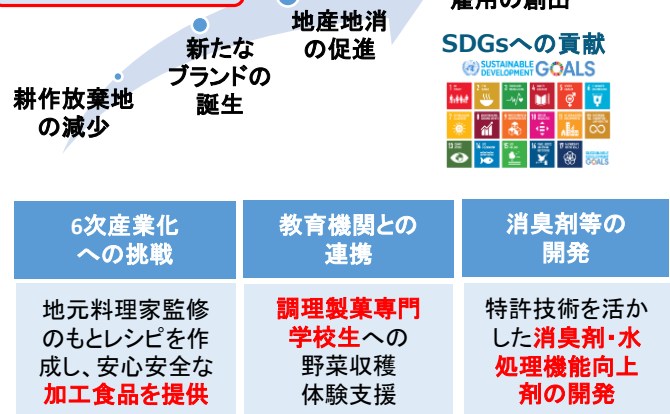 雇用の創出
地産地消
の促進
新たな
ブランドの
誕生
耕作放棄地
の減少
SDGsへの貢献
SUSTAINABLE
DEVELOPMENT GOALS
6次産業化
への挑戦
地元料理家監修
のもとレシピを作
成し、安心安全な
加工食品を提供
教育機関との
連携
調理製菓専門
学校生への
野菜収穫
体験支援
消臭剤等の
開発
特許技術を活か
した消臭剤・水
処理機能向上
剤の開発